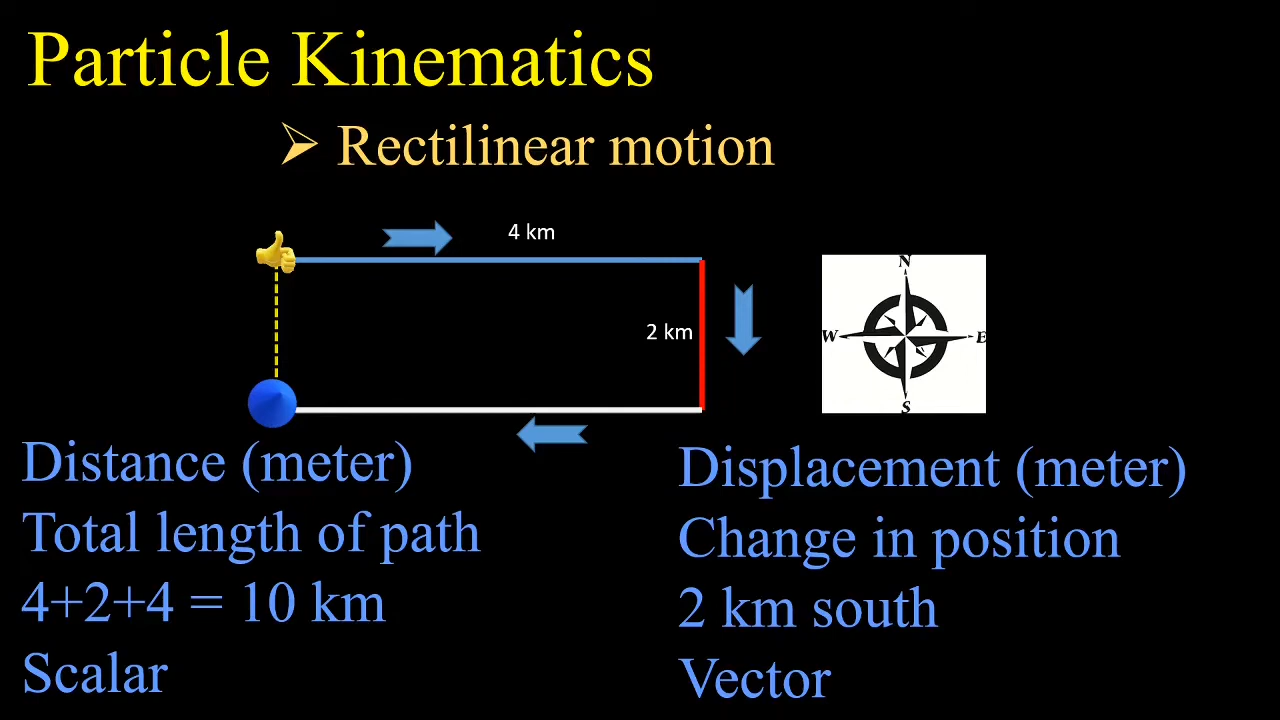 Particle Kinematics
➢ Rectilinear motion
4 km
2 km
N
W
E
S
Distance (meter)
Total length of path
4+2+4 = 10 km
Scalar
Displacement (meter)
Change in position
2 km south
Vector